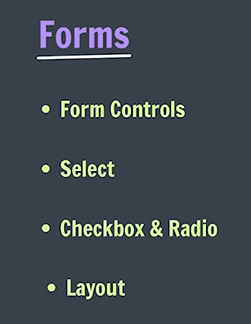 Forms
• Form Controls
• Select
• Checkbox & Radio
• Layout